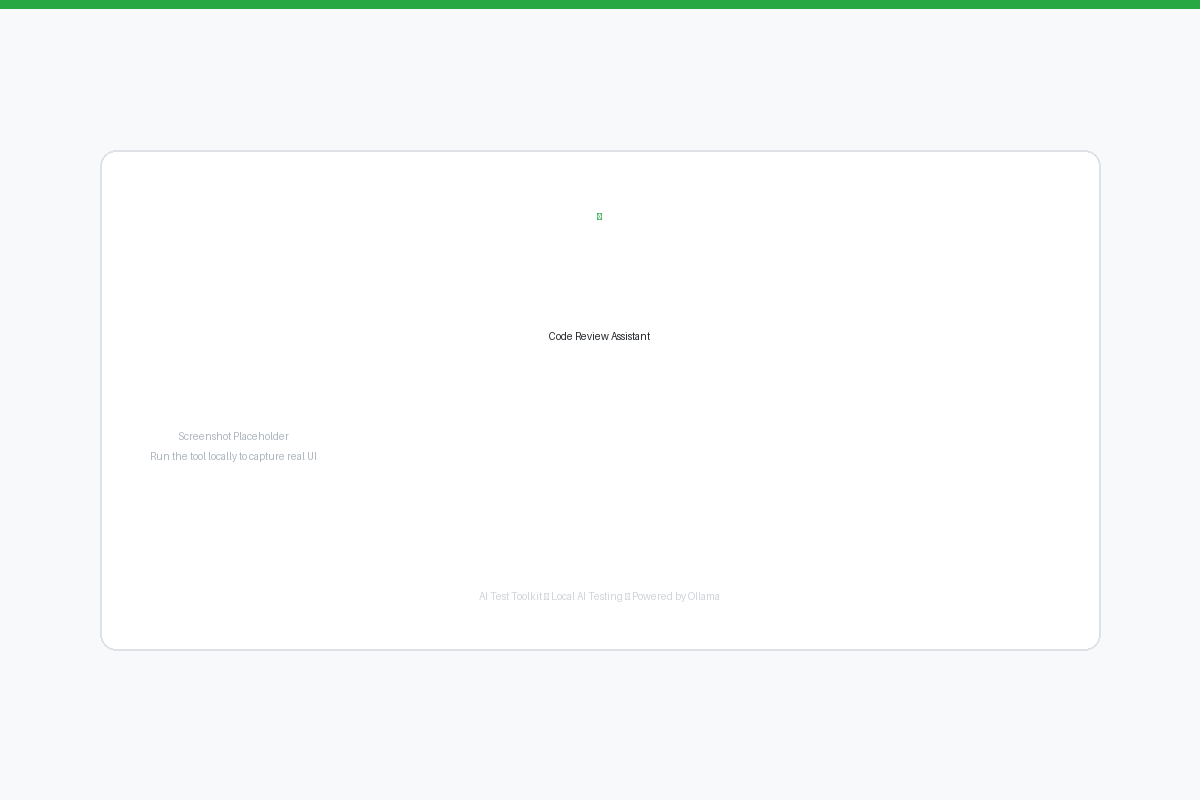 Code Review Assistant
Screenshot Placeholder
Run the tool locally to capture real UI
AI Test Toolkit Local AI Testing Powered by Ollama